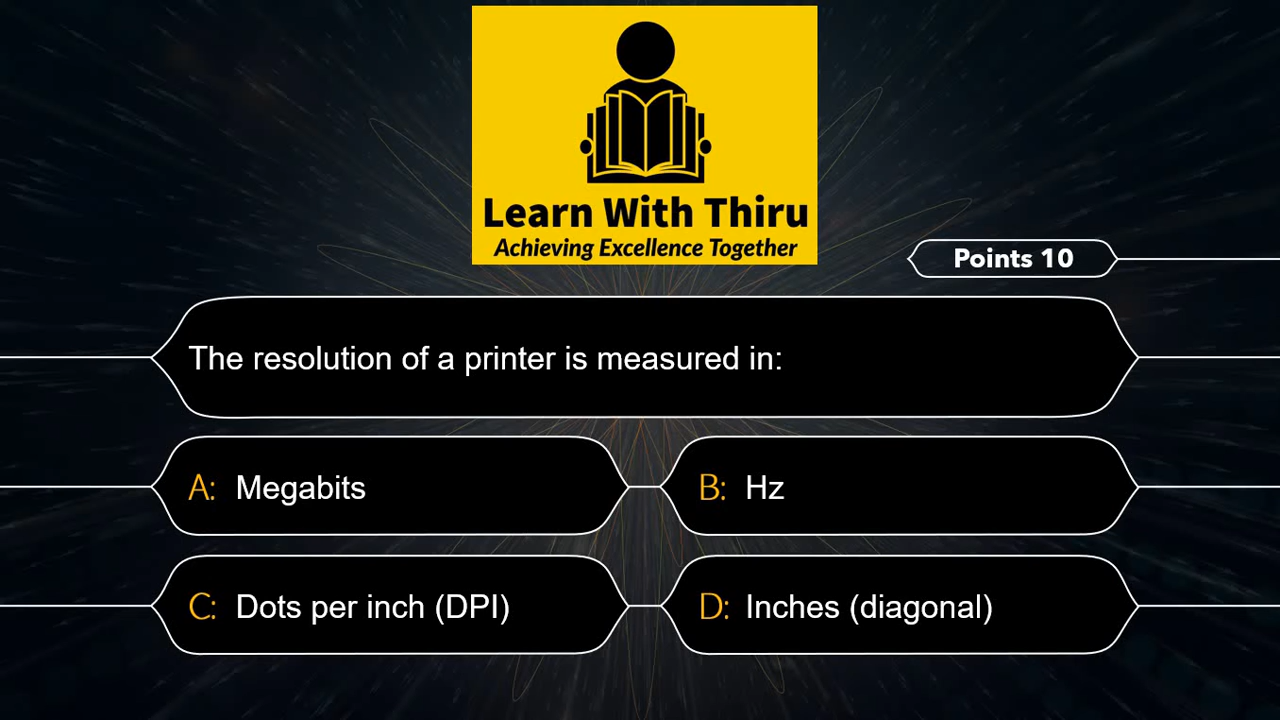 Learn With Thiru
Achieving Excellence Together
Points 10
The resolution of a printer is measured in:
A: Megabits
B: Hz
C: Dots per inch (DPI)
D: Inches (diagonal)